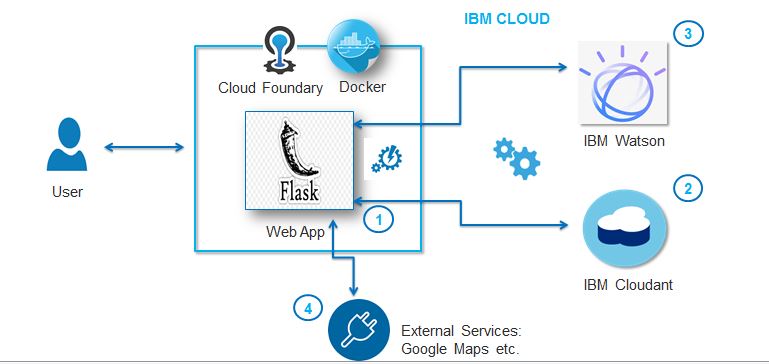 IBM CLOUD
3
Cloud Foundary
Docker
IBM Watson
Flask
User
2
1
Web App
IBM Cloudant
4
External Services:
Google Maps etc.